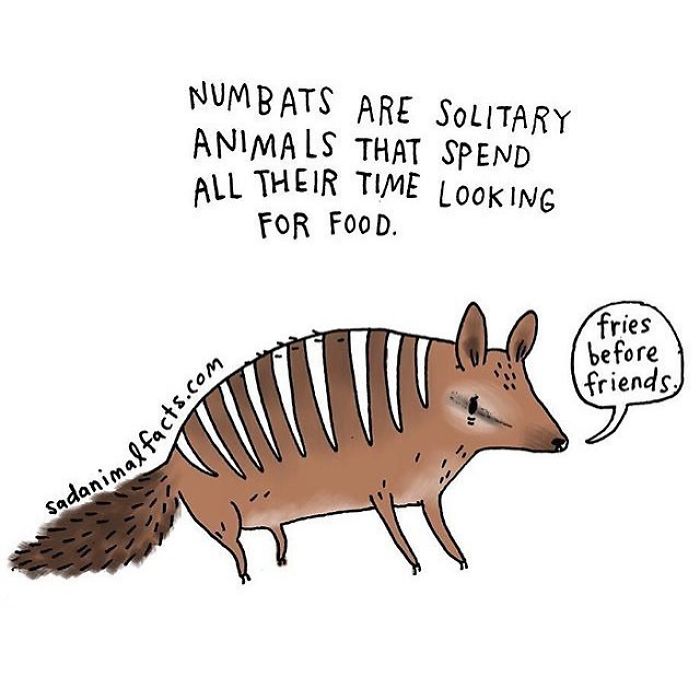 NUMBATS ARE SOLITARY
ANIMALS THAT SPEND
ALL THEIR TIME LOOKING
FOR FOOD.
fries
before
friends.
sadanimalfacts.com